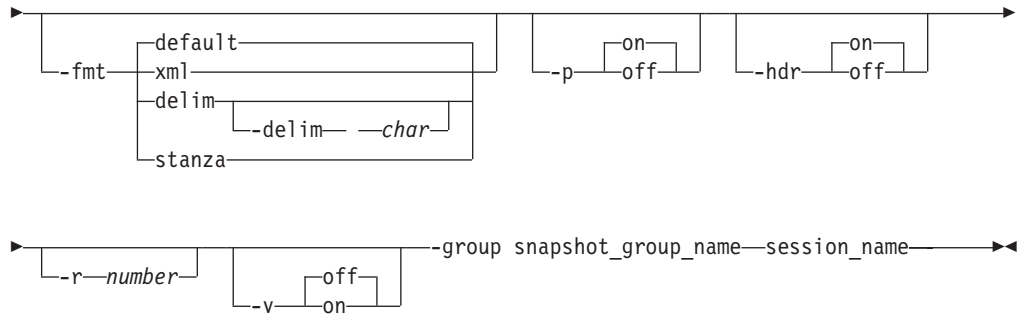 default on on
-fmt xml -p off -hdr off
delim
-delim char
stanza
-group snapshot_group_name session_name
-r number off
-v on